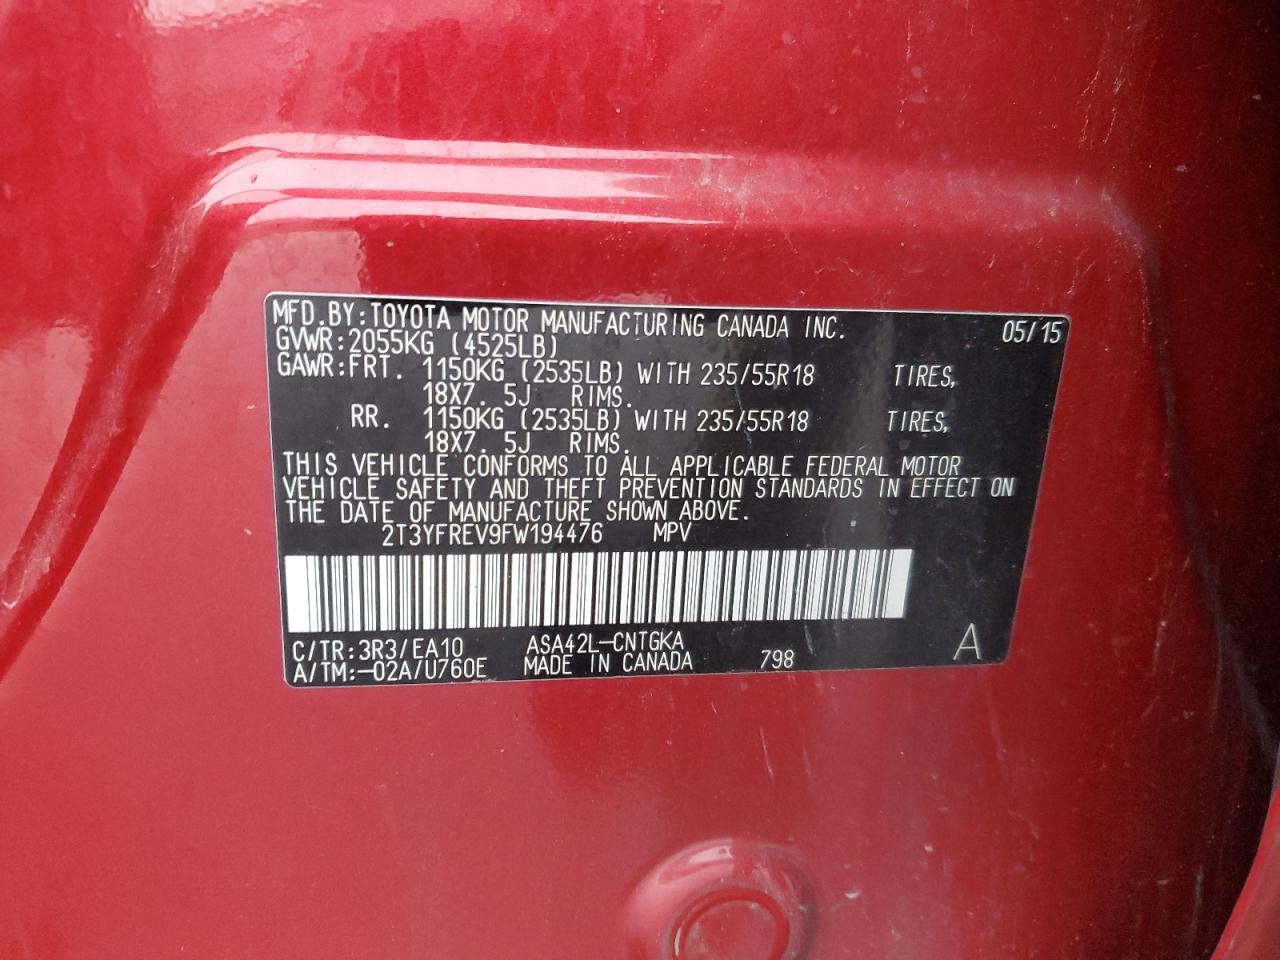 MFD. BY: TOYOTA MOTOR MANUFACTURING CANADA INC. 05/15
GVWR: 2055KG (4525LB)
GAWR: FRT. 1150KG (2535LB) WITH 235/55R18 TIRES,
18X7. 5J RIMS.
RR. 1150KG (2535LB) WITH 235/55R18 TIRES,
18X7. 5J RIMS.
THIS VEHICLE CONFORMS TO ALL APPLICABLE FEDERAL MOTOR
VEHICLE SAFETY AND THEFT PREVENTION STANDARDS IN EFFECT ON
THE DATE OF MANUFACTURE SHOWN ABOVE.
2T3YFREV9FW194476 MPV
C/TR: 3R3/EA10 ASA42L-CNTGKA A
A/TM: -02A/U760E MADE IN CANADA 798